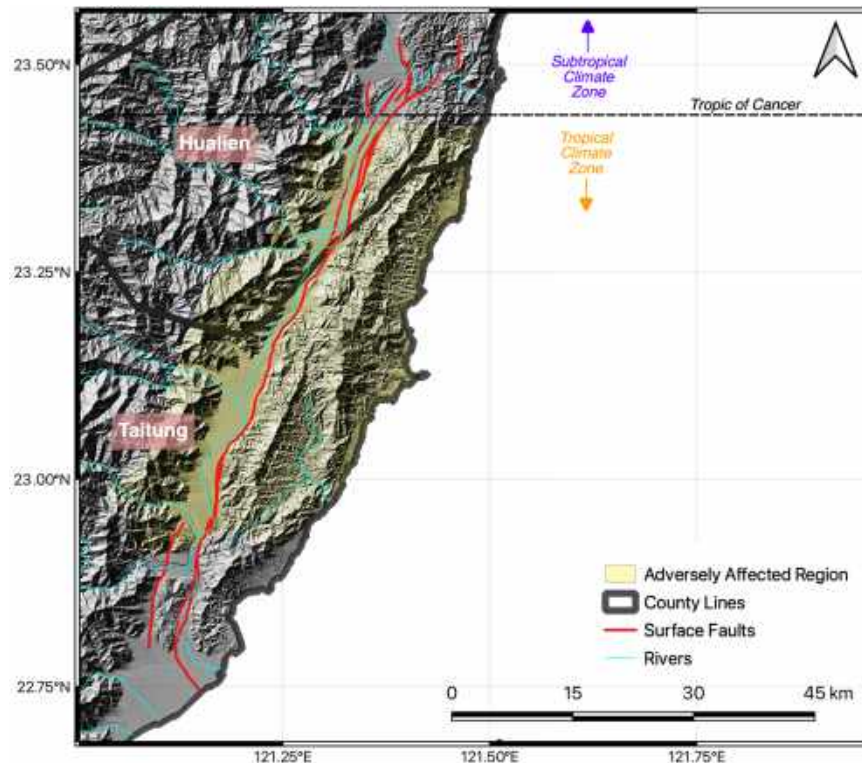 23.50°N
Subtropical
Climate
Zone
Tropic of Cancer
Hualien
Tropical
Climate
Zone
23.25°N
Taitung
23.00°N
Adversely Affected Region
County Lines
Surface Faults
Rivers
22.75°N
0 15 30 45 km
121.25°E 121.50°E 121.75°E